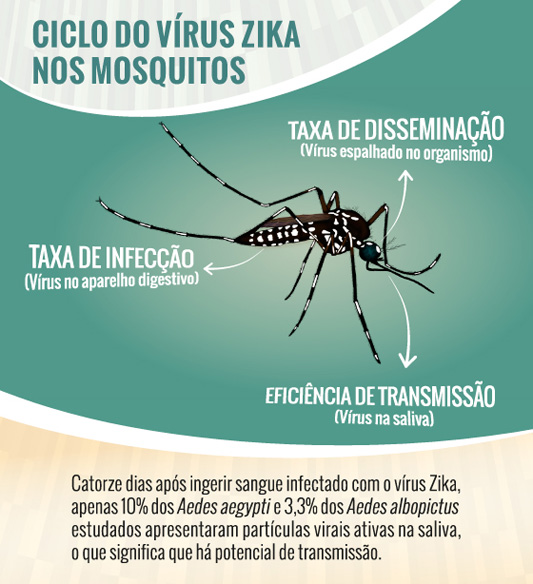 CICLO DO VÍRUS ZIKA
NOS MOSQUITOS
TAXA DE DISSEMINAÇÃO
(Vírus espalhado no organismo)
TAXA DE INFECÇÃO
(Vírus no aparelho digestivo)
EFICIÊNCIA DE TRANSMISSÃO
(Vírus na saliva)
Catorze dias após ingerir sangue infectado com o vírus Zika,
apenas 10% dos Aedes aegypti e 3,3% dos Aedes albopictus
estudados apresentaram partículas virais ativas na saliva,
o que significa que há potencial de transmissão.